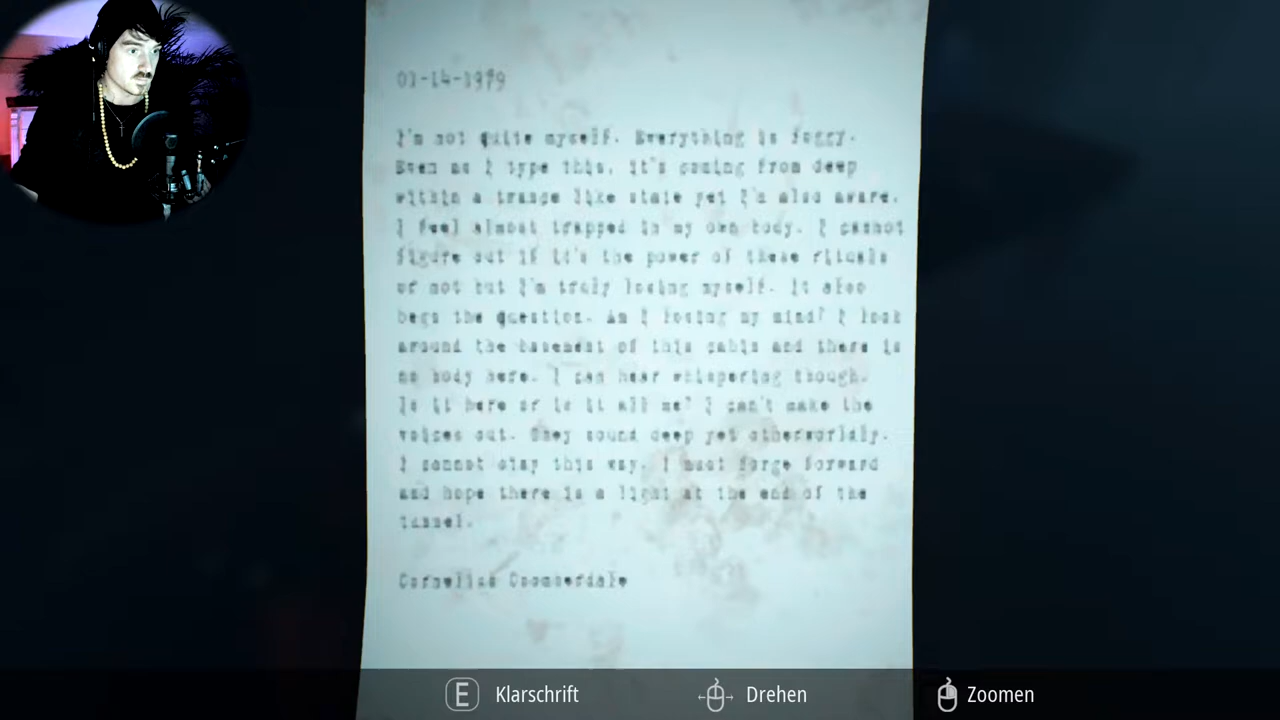 01-14-1979
I'm not quite myself. Everything is foggy.
Even as I type this, it's coming from deep
within a trance like state yet I'm also aware.
I feel almost trapped in my own body. I cannot
figure out if it's the power of these rituals
or not but I'm truly losing myself. It also
begs the question. Am I losing my mind? I look
around the basement of this cabin and there is
no body here. I can hear whispering though.
Is it here or is it all me? I can't make the
voices out. They sound deep yet otherworldly.
I cannot stay this way. I must forge forward
and hope there is a light at the end of the
tunnel.
Cornelius
E Klarschrift
Drehen
Zoomen